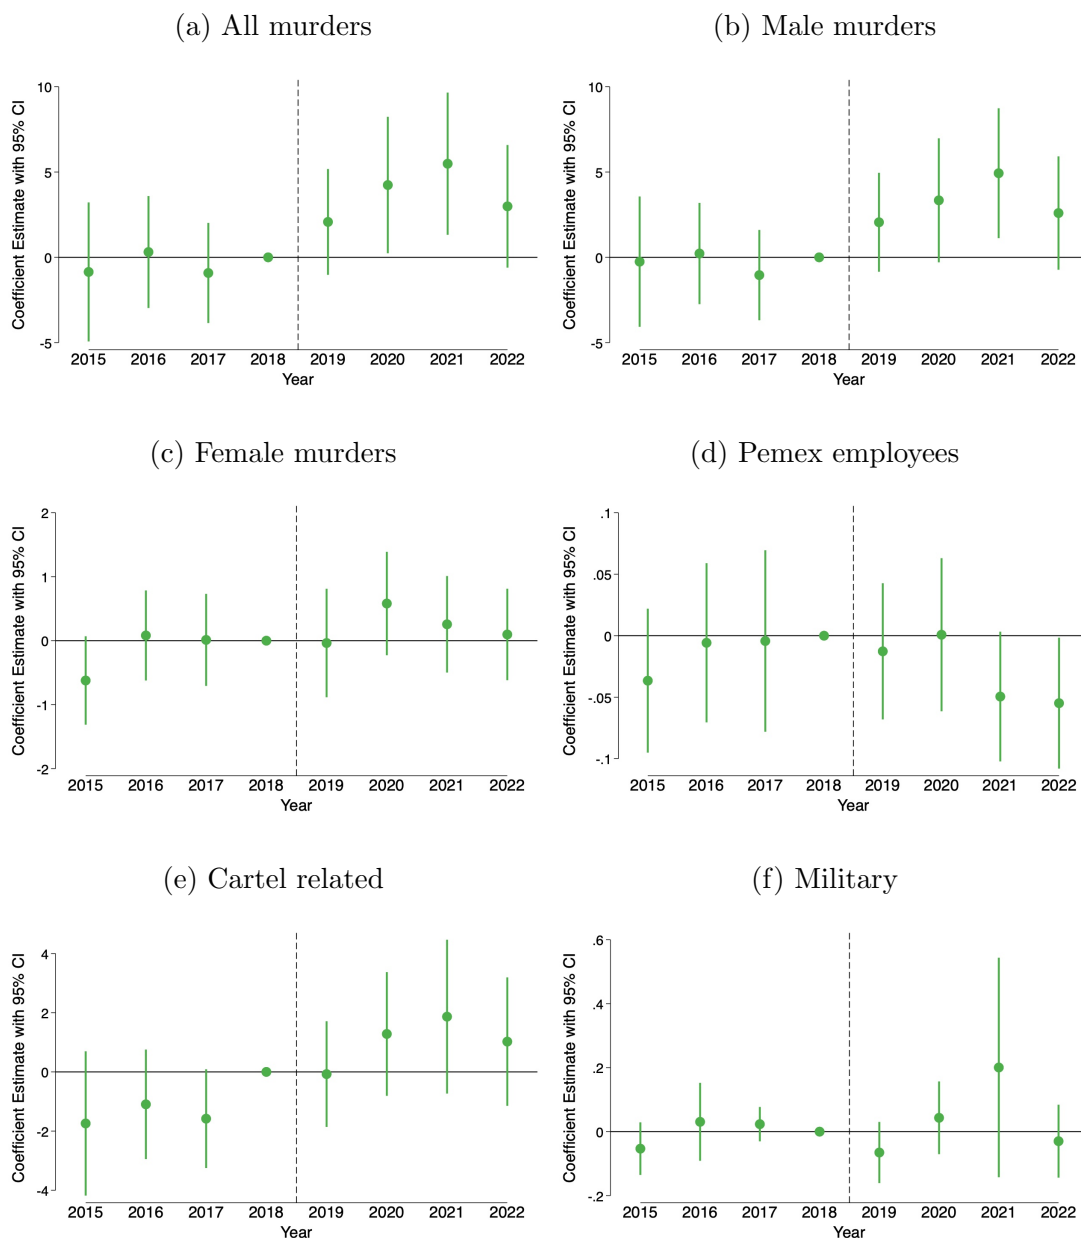 (a) All murders
Coefficient Estimate with 95% CI
10
5
0
-5
2015 2016 2017 2018 2019 2020 2021 2022
Year
(b) Male murders
Coefficient Estimate with 95% CI
10
5
0
-5
2015 2016 2017 2018 2019 2020 2021 2022
Year
(c) Female murders
Coefficient Estimate with 95% CI
2
1
0
-1
-2
2015 2016 2017 2018 2019 2020 2021 2022
Year
(d) Pemex employees
Coefficient Estimate with 95% CI
.1
.05
0
-.05
-.1
2015 2016 2017 2018 2019 2020 2021 2022
Year
(e) Cartel related
Coefficient Estimate with 95% CI
4
2
0
-2
-4
2015 2016 2017 2018 2019 2020 2021 2022
Year
(f) Military
Coefficient Estimate with 95% CI
.6
.4
.2
0
-.2
2015 2016 2017 2018 2019 2020 2021 2022
Year